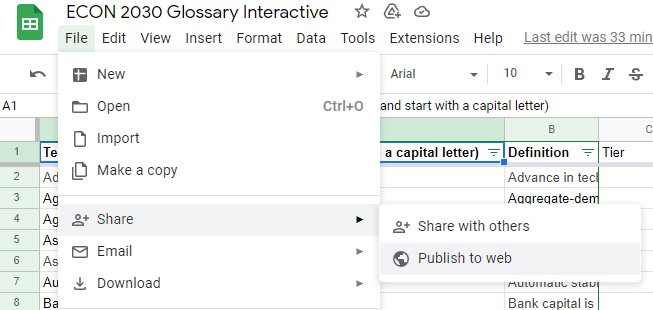 ECON 2030 Glossary Interactive
File Edit View Insert Format Data Tools Extensions Help Last edit was 33 min
New Arial 10 B I S
Open Ctrl+O
A1 and start with a capital letter)
Import
B C
1 Te a capital letter) Definition Tier
Make a copy
2 Ad Advance in tech
3 Ag Aggregate-dem
4 Ag
Share Share with others
5 As
Email Publish to web
6 As
7 Au Automatic stabi
Download
8 Ba Bank capital is